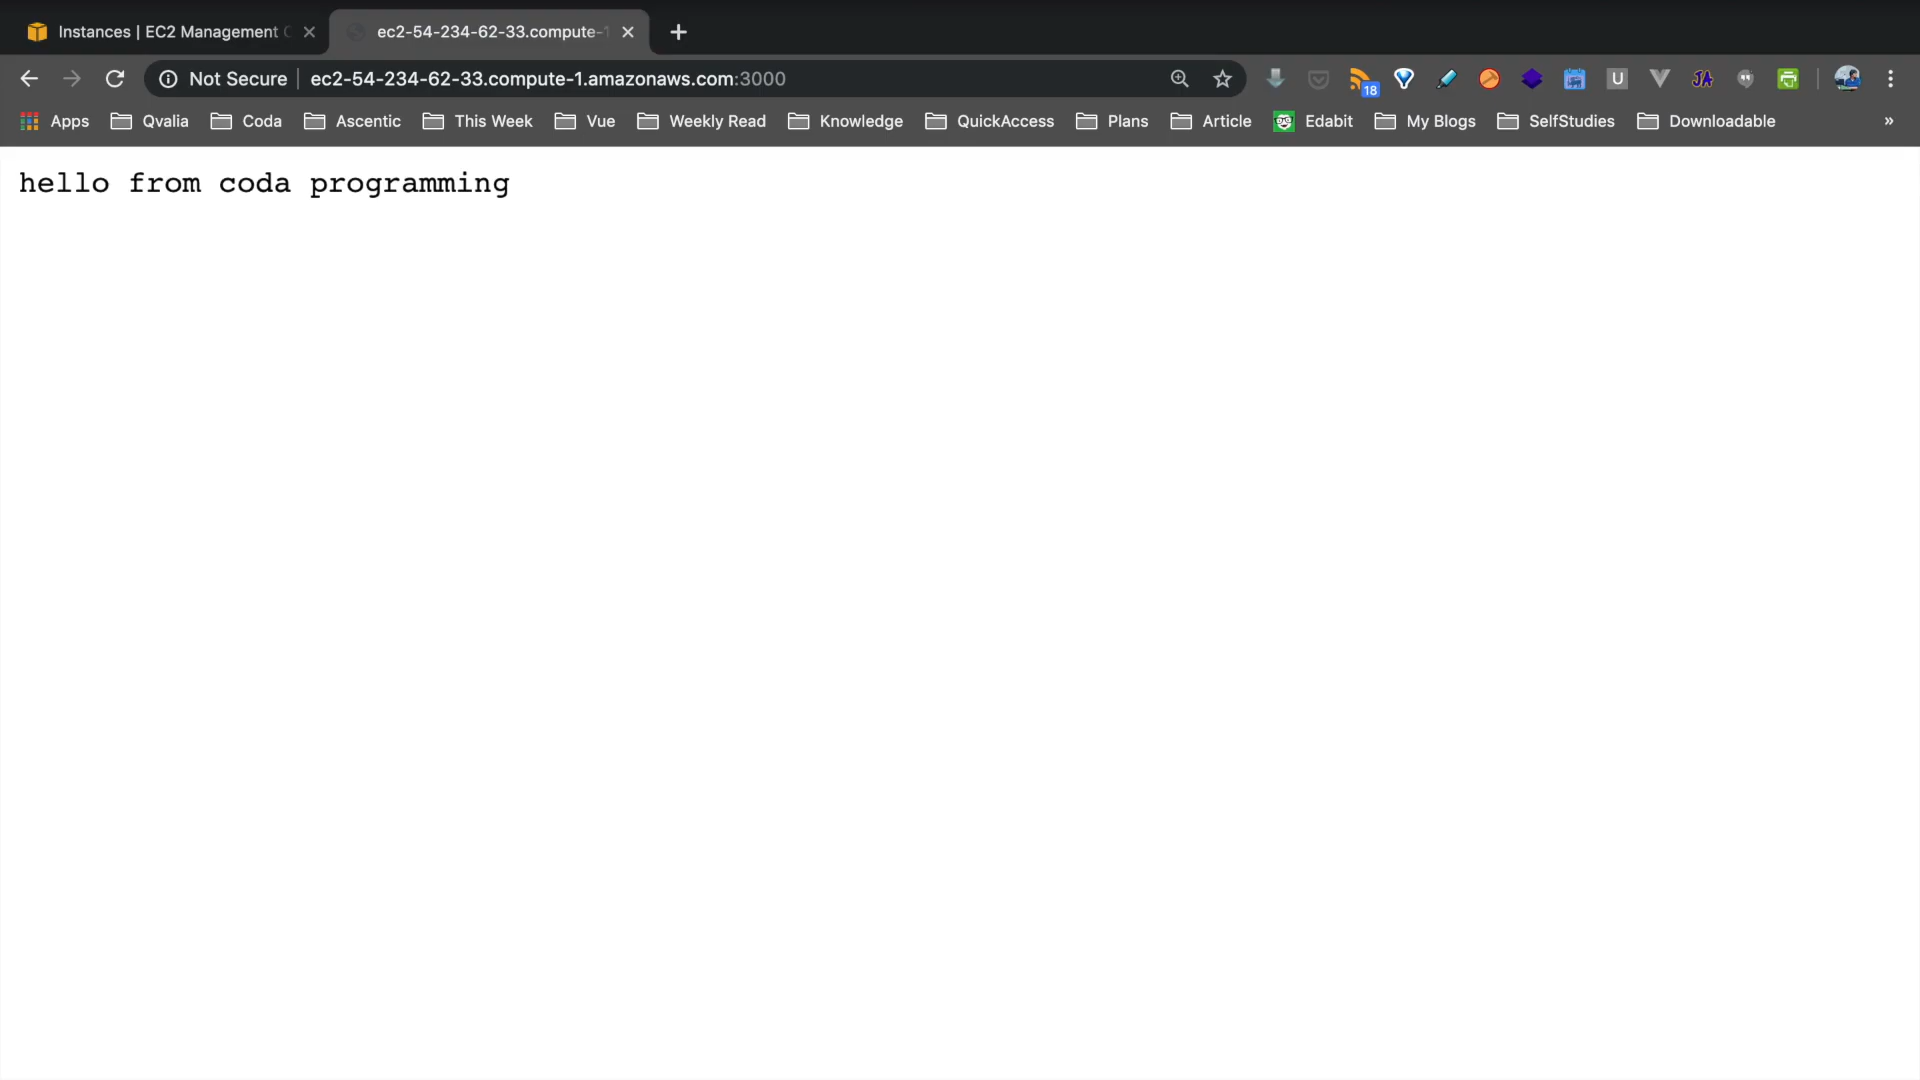 Instances | EC2 Management
ec2-54-234-62-33.compute-1
Not Secure
ec2-54-234-62-33.compute-1.amazonaws.com:3000
18
U
JA
Apps
Qvalia
Coda
Ascentic
This Week
Vue
Weekly Read
Knowledge
QuickAccess
Plans
Article
Edabit
My Blogs
SelfStudies
Downloadable
»
hello from coda programming